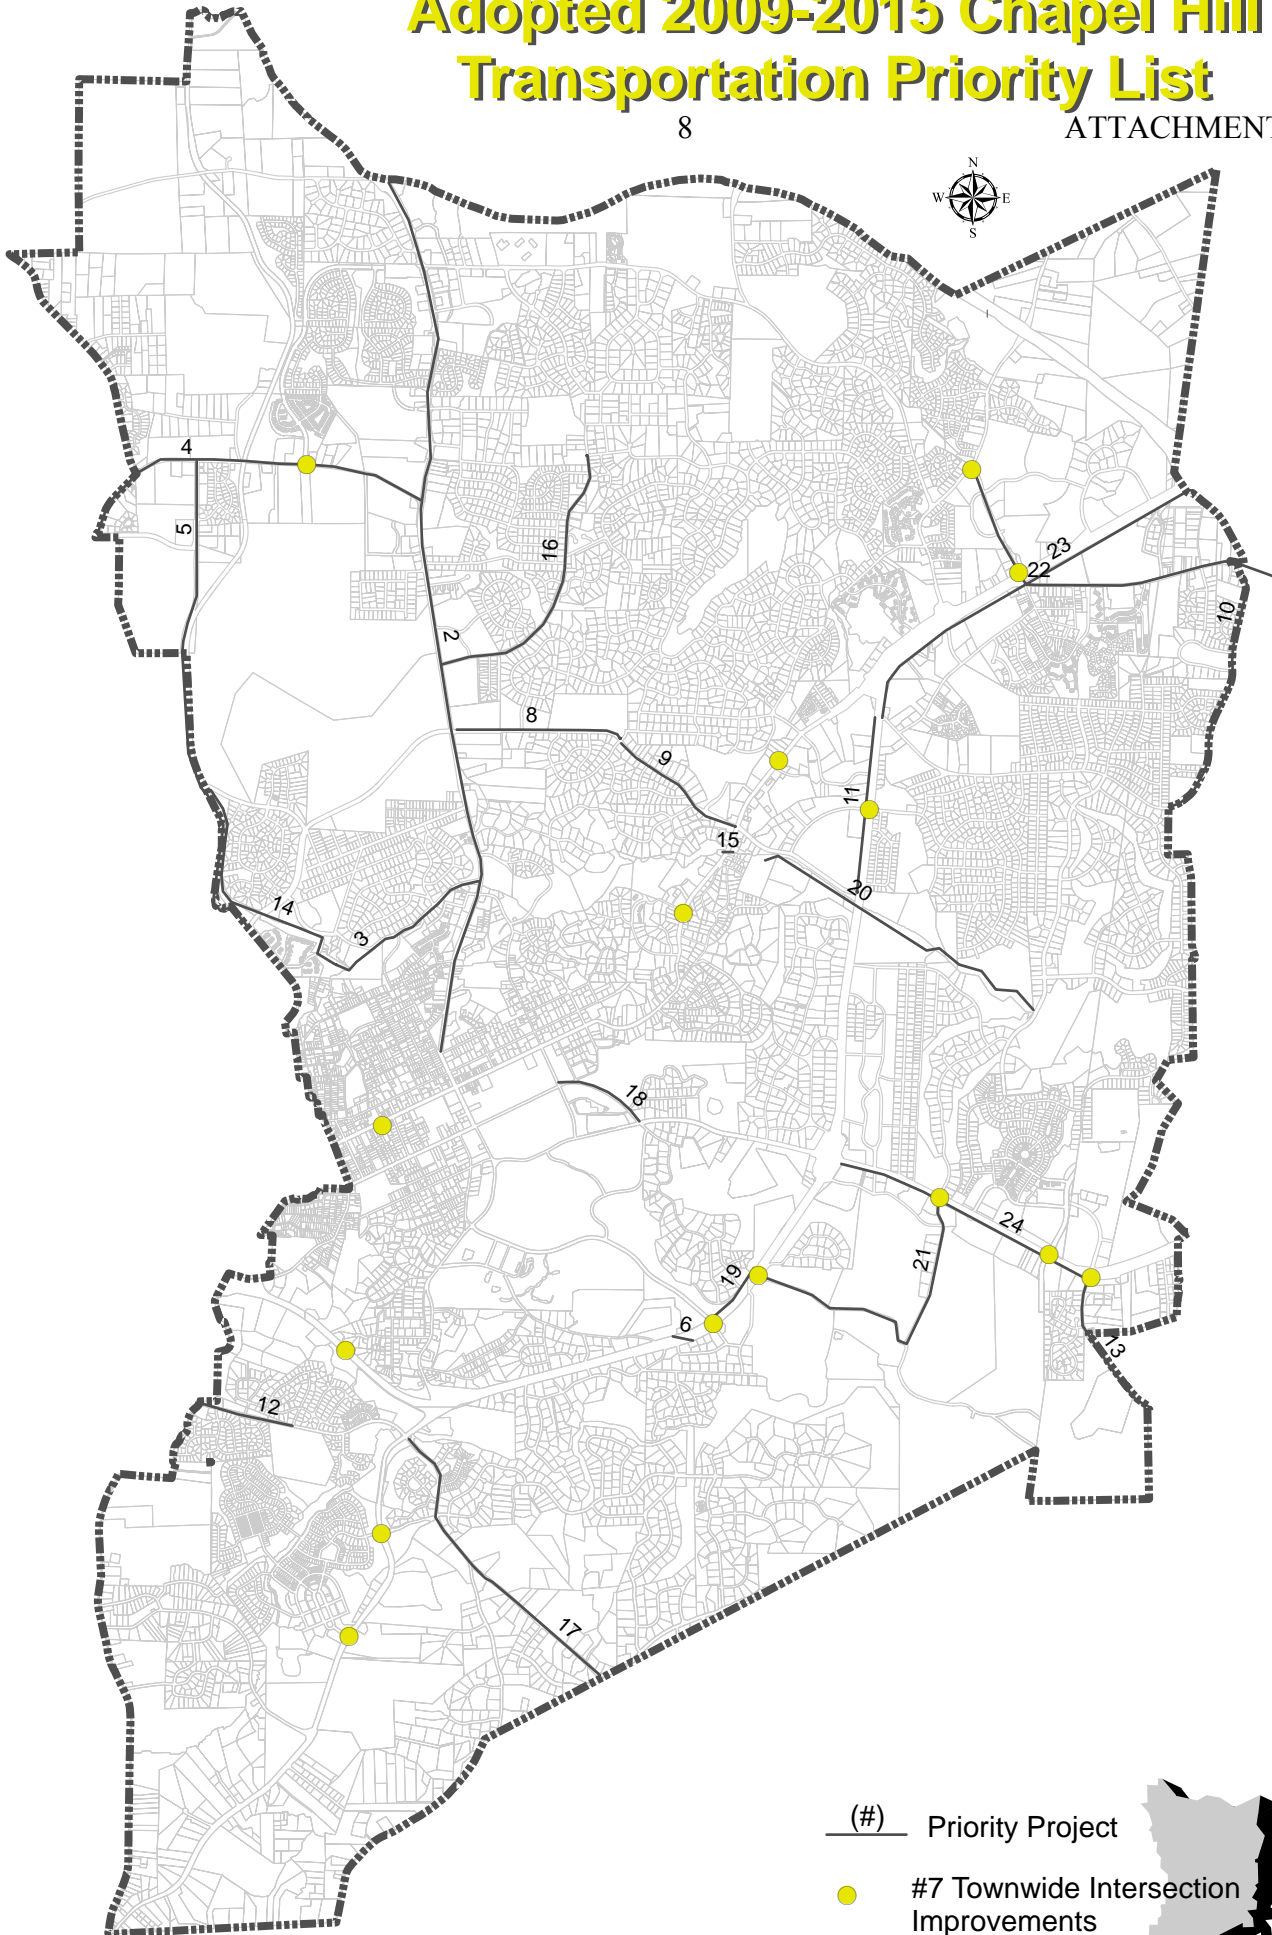 Adopted 2009-2015 Chapel Hill
Transportation Priority List
8
ATTACHMENT
N
W E
S
4
5
16
23
22
10
2
8
9
11
15
20
14
3
18
24
21
19
6
13
12
17
(#) Priority Project
#7 Townwide Intersection
Improvements